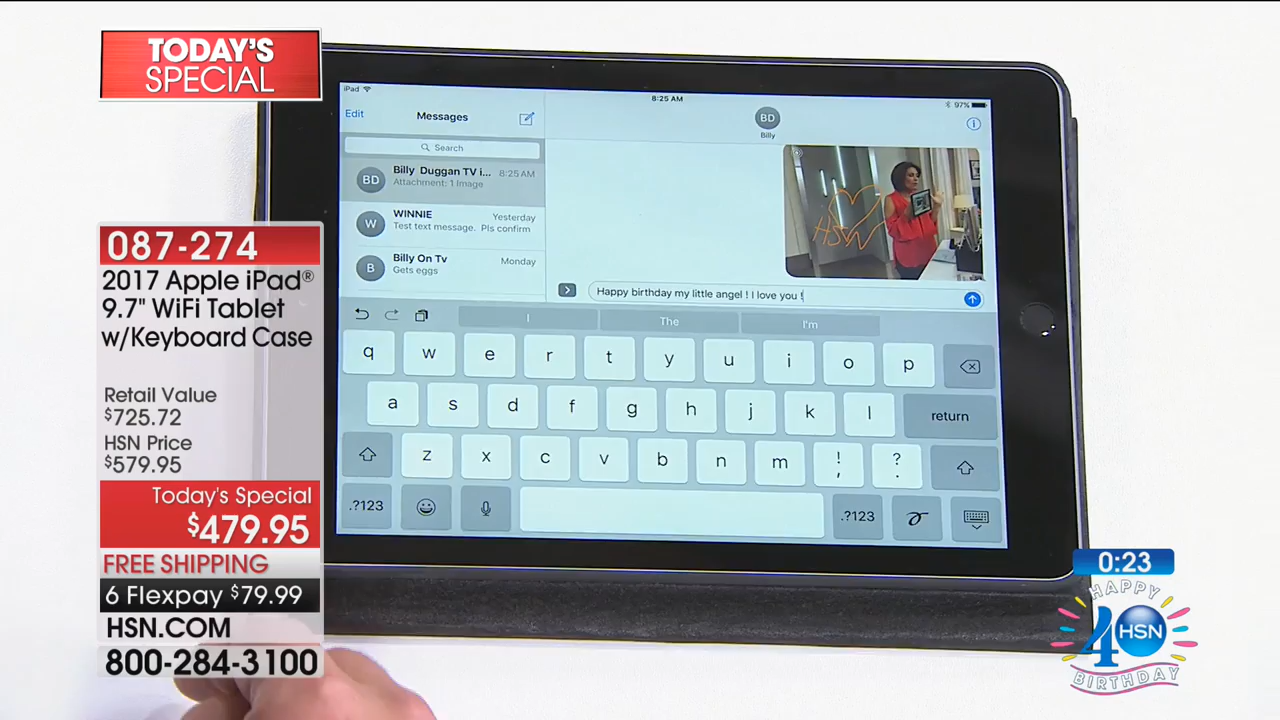 TODAY'S
SPECIAL
087-274
2017 Apple iPad®
9.7" WiFi Tablet
w/Keyboard Case
Retail Value
$725.72
HSN Price
$579.95
Today's Special
$479.95
FREE SHIPPING
6 Flexpay $79.99
HSN.COM
800-284-3100
iPad
8:25 AM
97%
Edit
Messages
Search
BD
Billy Duggan TV i...
8:25 AM
Attachment: 1 Image
W
WINNIE
Yesterday
Test text message. Pls confirm
B
Billy On Tv
Monday
Gets eggs
BD
Billy
HSN
Happy birthday my little angel ! I love you !
I
The
I'm
q w e r t y u i o p
a s d f g h j k l return
z x c v b n m ! , ? .
.?123 .?123
0:23
HAPPY
40 HSN
BIRTHDAY